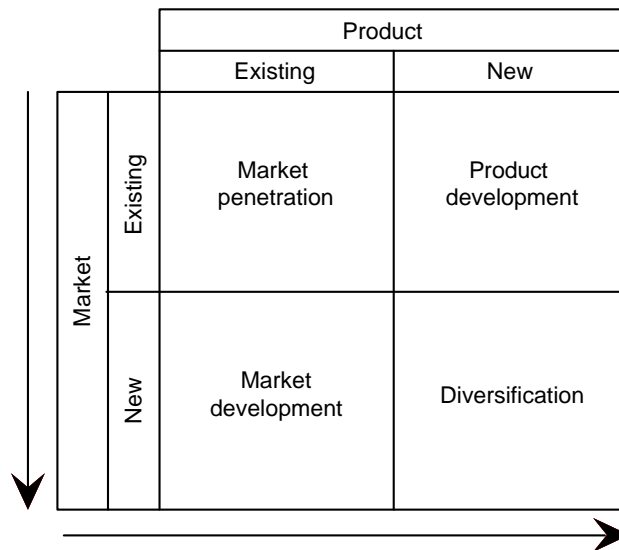 Product
Existing
New
Market
Existing
Market
penetration
Product
development
New
Market
development
Diversification